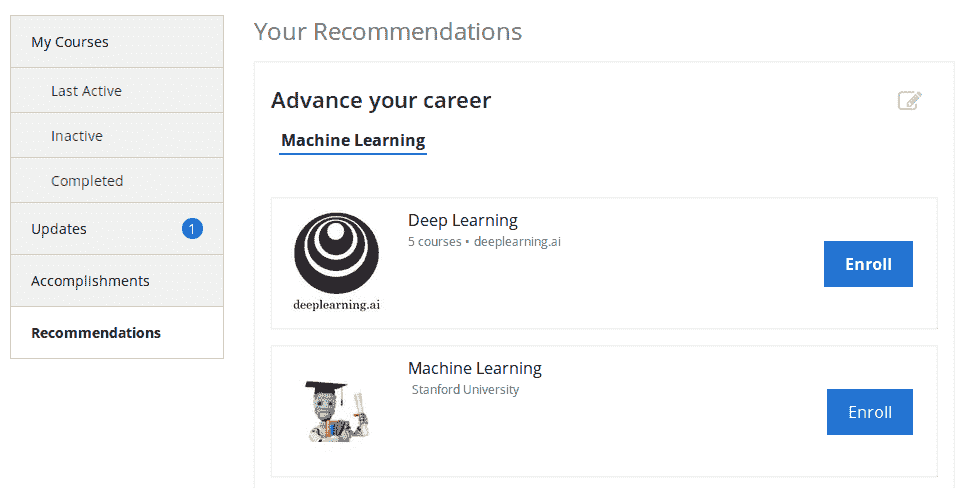 My Courses
Last Active
Inactive
Completed
Updates 1
Accomplishments
Recommendations
Your Recommendations
Advance your career
Machine Learning
deeplearning.ai
Deep Learning
5 courses • deeplearning.ai
Enroll
Machine Learning
Stanford University
Enroll